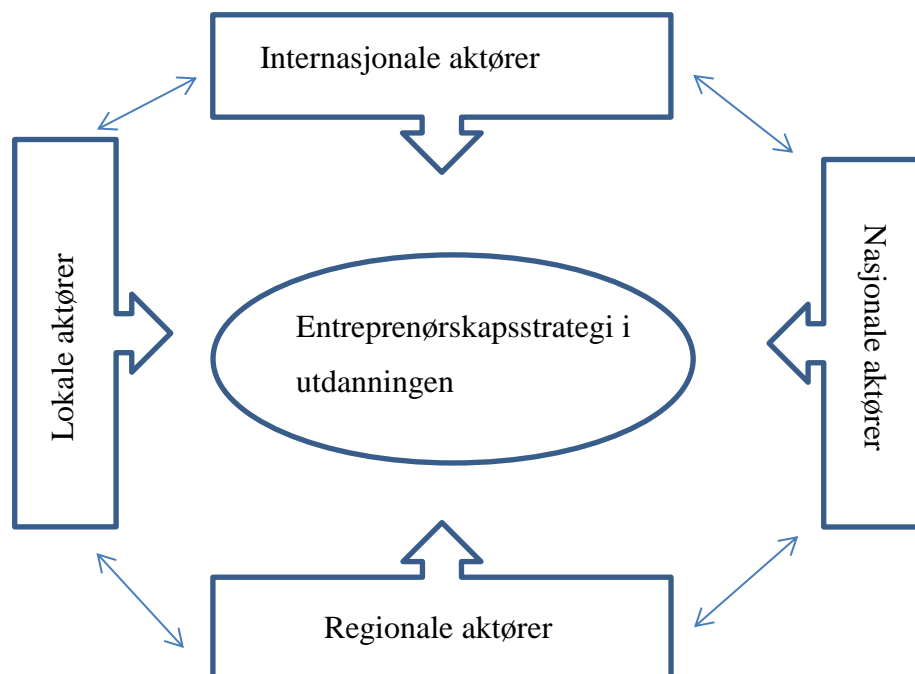 Internasjonale aktører
Lokale aktører
Entreprenørskapsstrategi i
utdanningen
Nasjonale aktører
Regionale aktører